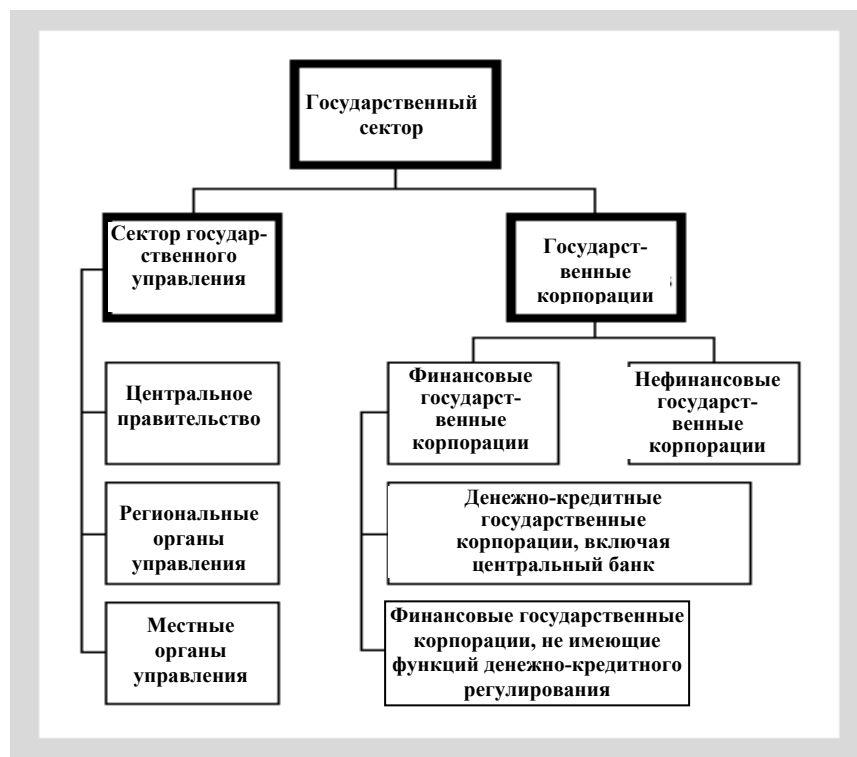 Государственный
сектор
Сектор государ-
ственного
управления
Государст-
венные
корпорации
Центральное
правительство
Региональные
органы
управления
Местные
органы
управления
Финансовые
государст-
венные
корпорации
Нефинансовые
государст-
венные
корпорации
Денежно-кредитные
государственные
корпорации, включая
центральный банк
Финансовые государственные
корпорации, не имеющие
функций денежно-кредитного
регулирования